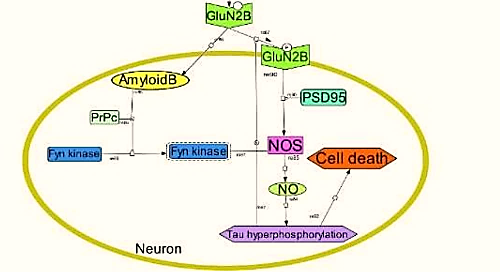 GluN2B
GluN2B
AmyloidB
PSD95
PrPc
Fyn kinase
Fyn kinase
NOS
Cell death
NO
Tau hyperphosphorylation
Neuron